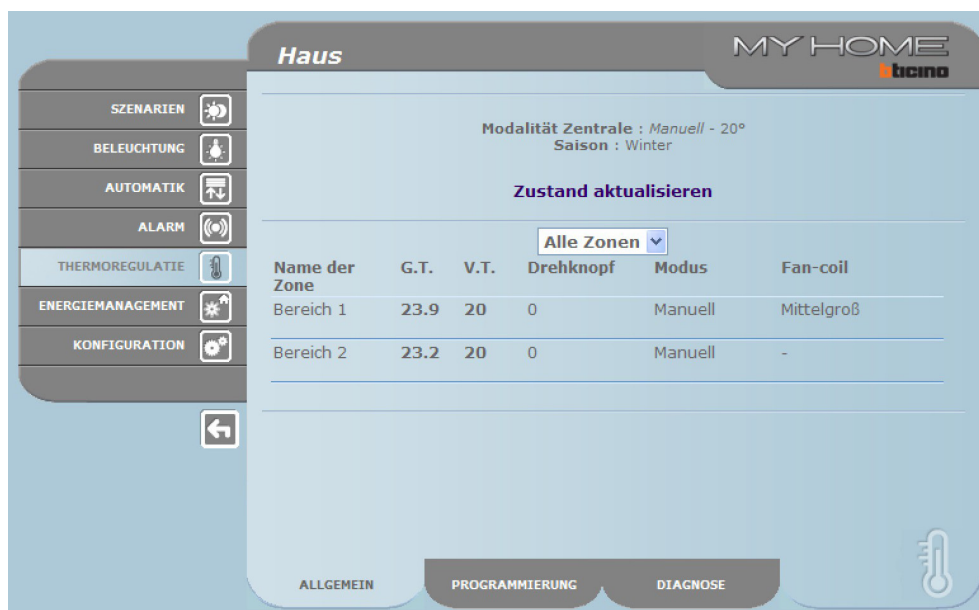 Haus
MY HOME
bticino
SZENARIEN
BELEUCHTUNG
AUTOMATIK
ALARM
THERMOREGULATIE
ENERGIEMANAGEMENT
KONFIGURATION
Modalität Zentrale : Manuell - 20°
Saison : Winter
Zustand aktualisieren
Alle Zonen
Name der Zone G.T. V.T. Drehknopf Modus Fan-coil
Bereich 1 23.9 20 0 Manuell Mittelgroß
Bereich 2 23.2 20 0 Manuell -
ALLGEMEIN PROGRAMMIERUNG DIAGNOSE